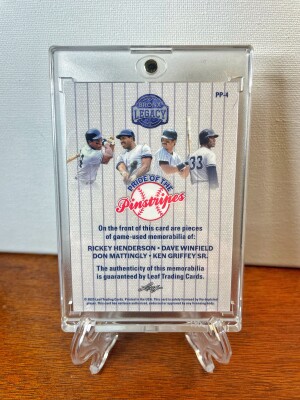 PP-4
BRONX
LEGACY
33
PRIDE OF THE
Pinstripes
On the front of this card are pieces
of game-used memorabilia of:
RICKEY HENDERSON • DAVE WINFIELD
DON MATTINGLY • KEN GRIFFEY SR.
The authenticity of this memorabilia
is guaranteed by Leaf Trading Cards.
Leaf